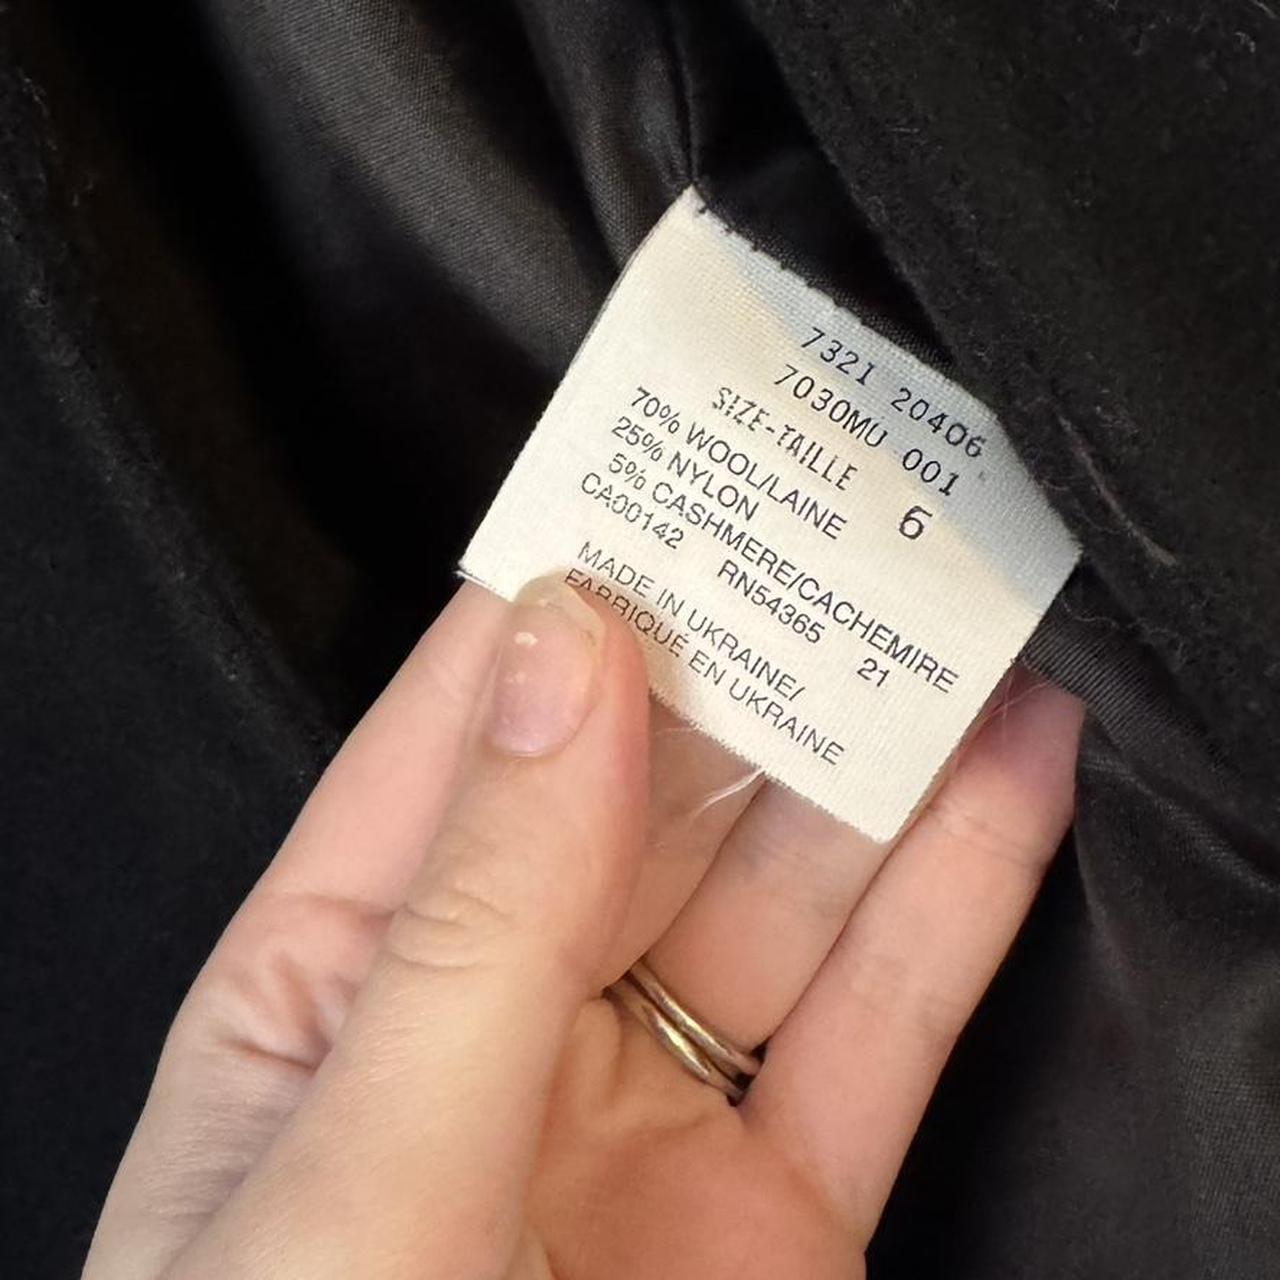 7321 20406
7030MU 001
SIZE-TAILLE 6
70% WOOL/LAINE
25% NYLON
5% CASHMERE/CACHEMIRE
CA00142 RN54365 21
MADE IN UKRAINE/
FABRIQUÉ EN UKRAINE